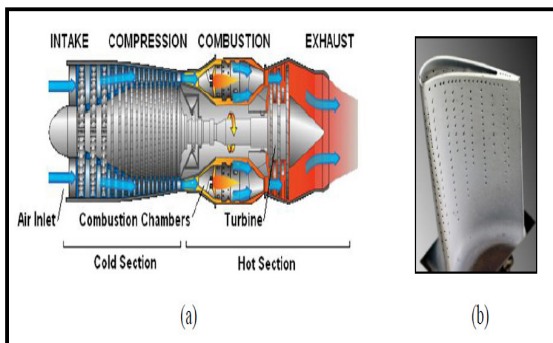 INTAKE COMPRESSION COMBUSTION EXHAUST
Air Inlet Combustion Chambers Turbine
Cold Section Hot Section
(a) (b)